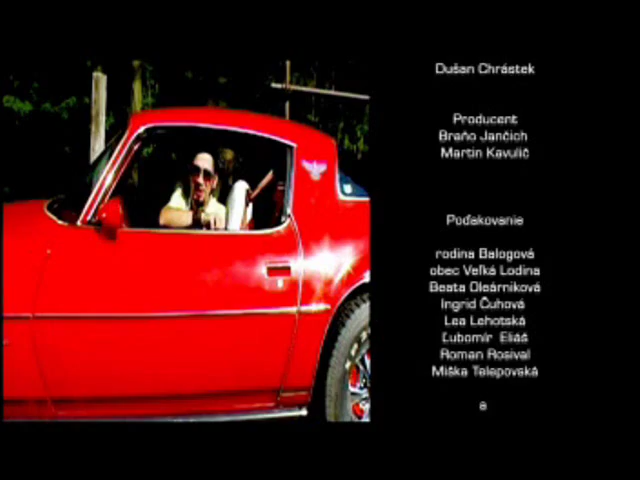 Dušan Chrástek
Producent
Braňo Jančich
Martin Kavulič
Poďakovanie
rodina Balogová
obec Veľká Lodina
Beata Oleárniková
Ingrid Čuhová
Lea Lehotská
Ľubomír Eliáš
Roman Rosival
Miška Telepovská
a